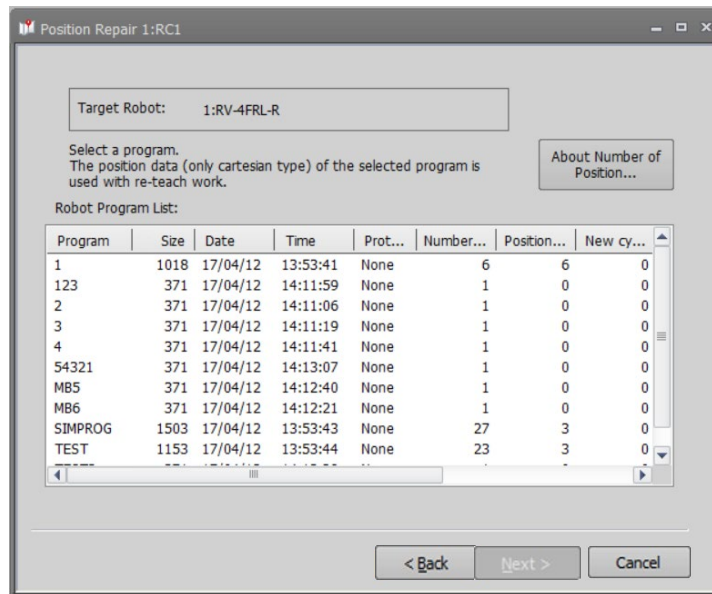 Position Repair 1:RC1
Target Robot: 1:RV-4FRL-R
Select a program.
The position data (only cartesian type) of the selected program is
used with re-teach work.
About Number of
Position...
Robot Program List:
Program Size Date Time Prot... Number... Position... New cy...
1 1018 17/04/12 13:53:41 None 6 6 0
123 371 17/04/12 14:11:59 None 1 0 0
2 371 17/04/12 14:11:06 None 1 0 0
3 371 17/04/12 14:11:19 None 1 0 0
4 371 17/04/12 14:11:41 None 1 0 0
54321 371 17/04/12 14:13:07 None 1 0 0
MB5 371 17/04/12 14:12:40 None 1 0 0
MB6 371 17/04/12 14:12:21 None 1 0 0
SIMPROG 1503 17/04/12 13:53:43 None 27 3 0
TEST 1153 17/04/12 13:53:44 None 23 3 0
< Back Next > Cancel